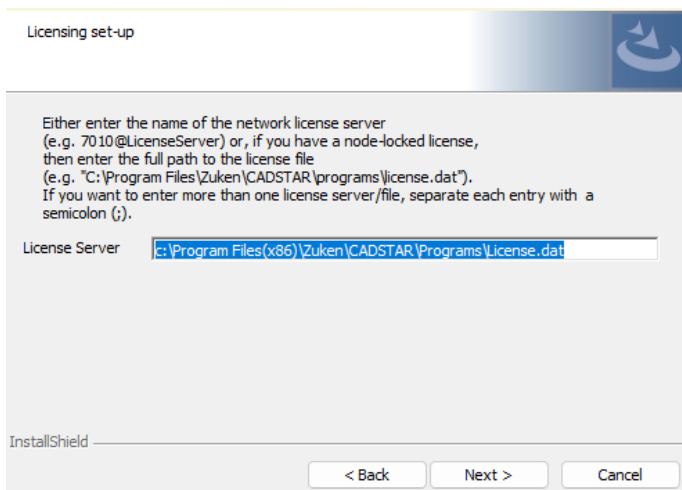 Licensing set-up
Either enter the name of the network license server
(e.g. 7010@LicenseServer) or, if you have a node-locked license,
then enter the full path to the license file
(e.g. "C:\Program Files\Zuken\CADSTAR\programs\license.dat").
If you want to enter more than one license server/file, separate each entry with a
semicolon (;).
License Server c:\Program Files(x86)\Zuken\CADSTAR\Programs\License.dat
InstallShield
< Back Next > Cancel